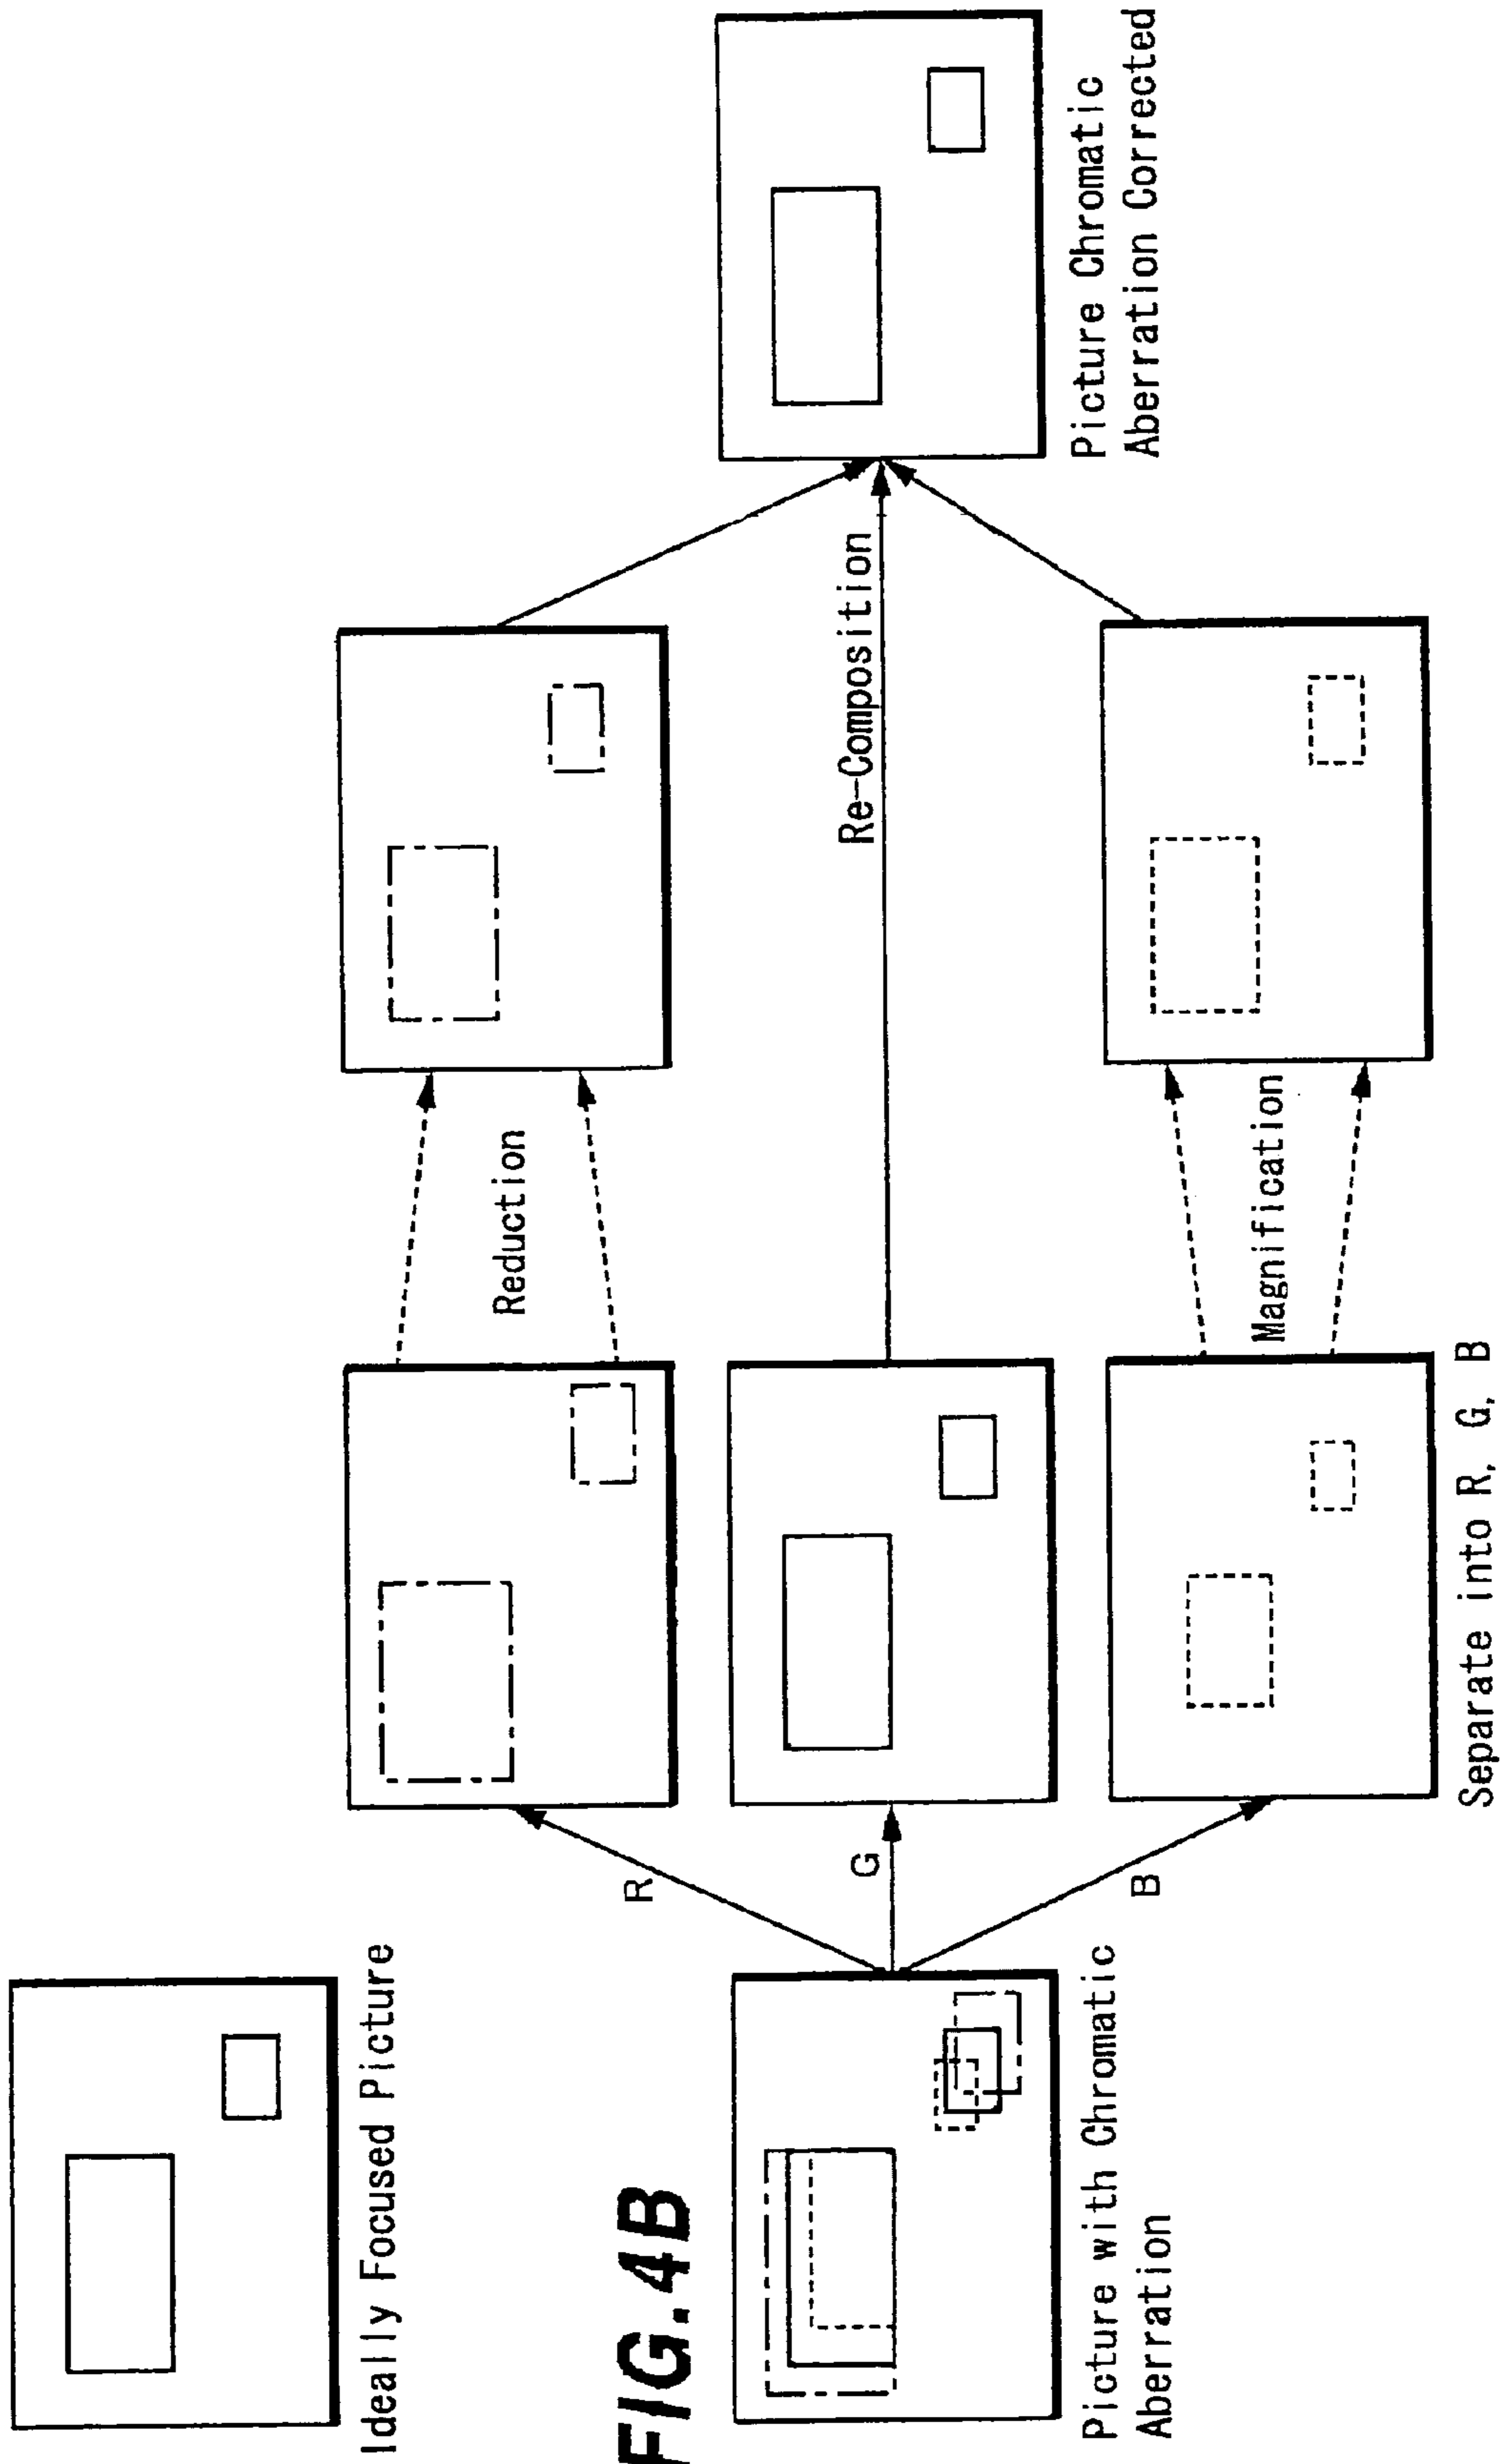 Ideally Focused Picture
FIG.4B
Picture with Chromatic
Aberration
R
G
B
Separate into R, G, B
Reduction
Magnification
Re-Composition
Picture Chromatic
Aberration Corrected